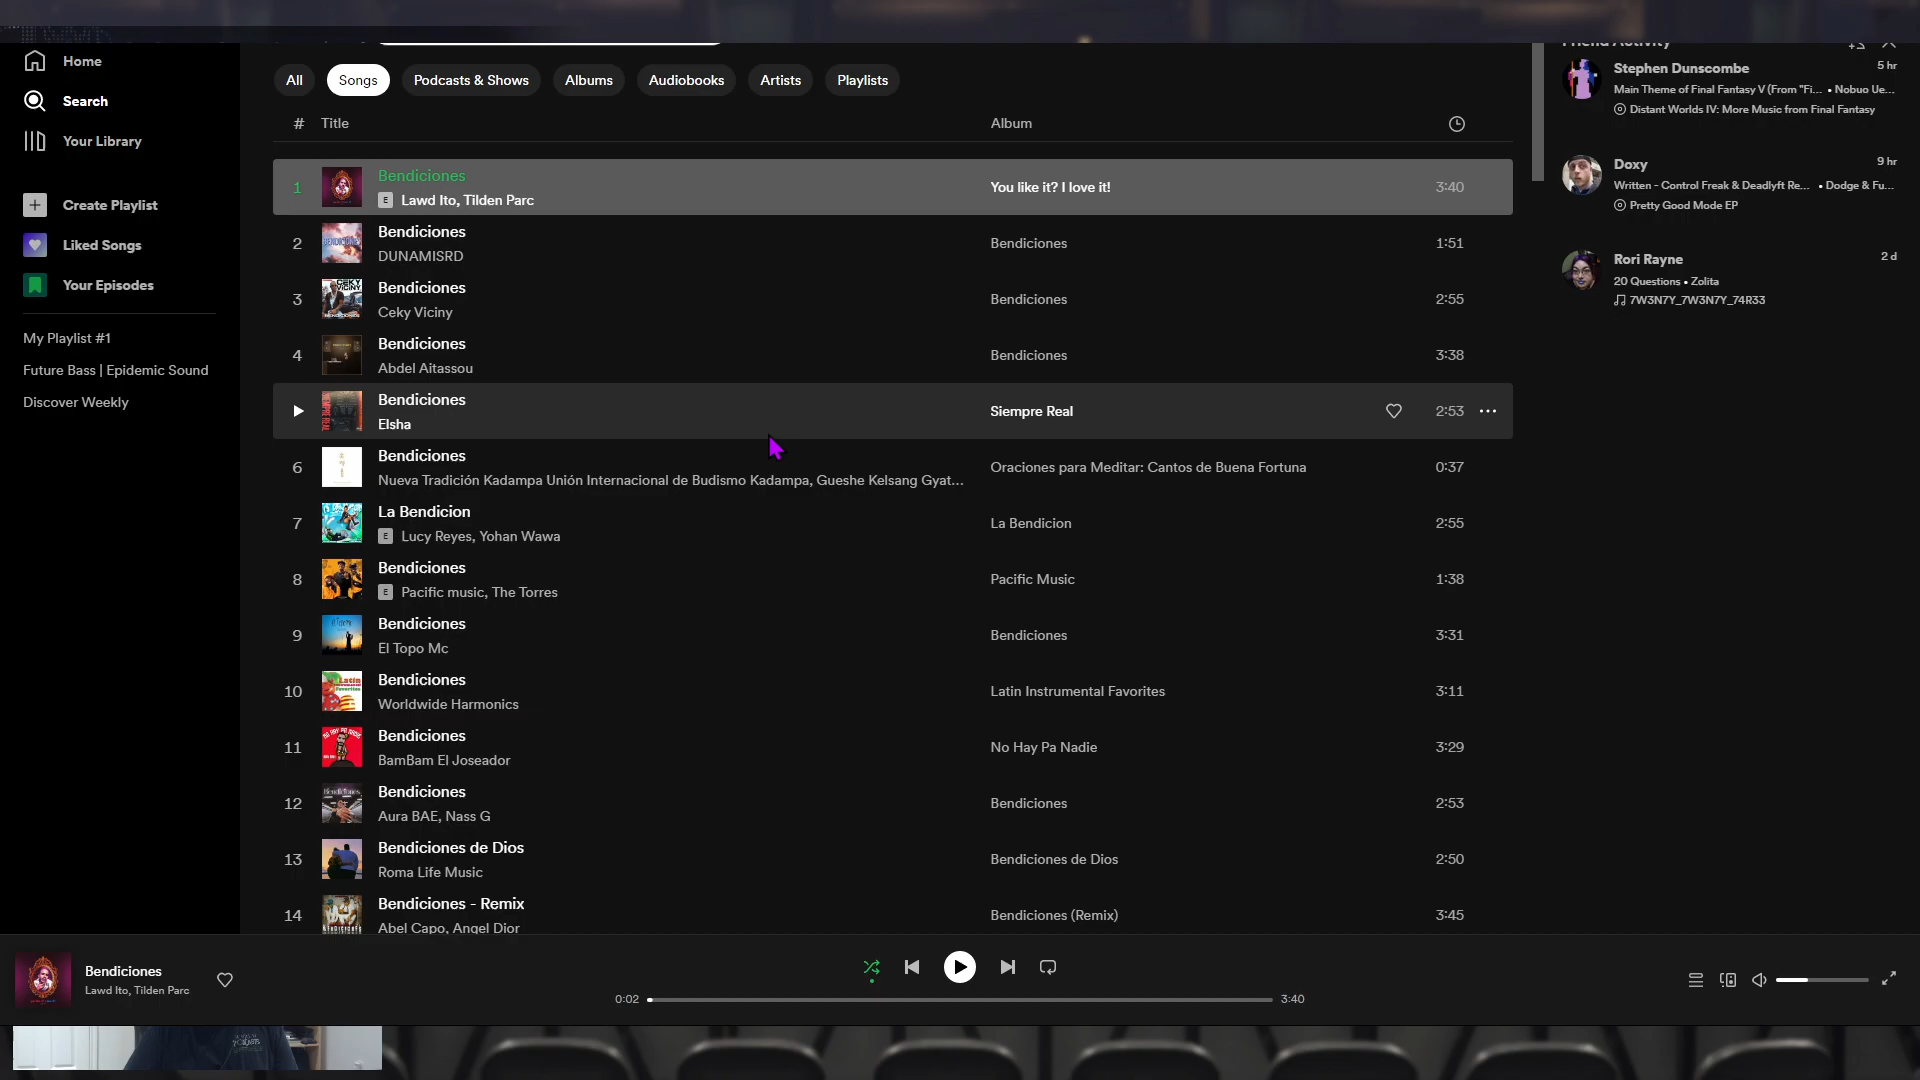 Home
Search
Your Library
Create Playlist
Liked Songs
Your Episodes
My Playlist #1
Future Bass | Epidemic Sound
Discover Weekly
All
Songs
Podcasts & Shows
Albums
Audiobooks
Artists
Playlists
# Title Album
1 Bendiciones
E Lawd Ito, Tilden Parc
You like it? I love it! 3:40
2 Bendiciones
DUNAMISRD
Bendiciones 1:51
3 Bendiciones
Ceky Viciny
Bendiciones 2:55
4 Bendiciones
Abdel Aitassou
Bendiciones 3:38
Bendiciones
Elsha
Siempre Real 2:53
6 Bendiciones
Nueva Tradición Kadampa Unión Internacional de Budismo Kadampa, Gueshe Kelsang Gyat...
Oraciones para Meditar: Cantos de Buena Fortuna 0:37
7 La Bendicion
E Lucy Reyes, Yohan Wawa
La Bendicion 2:55
8 Bendiciones
E Pacific music, The Torres
Pacific Music 1:38
9 Bendiciones
El Topo Mc
Bendiciones 3:31
10 Bendiciones
Worldwide Harmonics
Latin Instrumental Favorites 3:11
11 Bendiciones
BamBam El Joseador
No Hay Pa Nadie 3:29
12 Bendiciones
Aura BAE, Nass G
Bendiciones 2:53
13 Bendiciones de Dios
Roma Life Music
Bendiciones de Dios 2:50
14 Bendiciones - Remix
Abel Capo, Angel Dior
Bendiciones (Remix) 3:45
Friend Activity
Stephen Dunscombe 5 hr
Main Theme of Final Fantasy V (From "Fi... • Nobuo Ue...
Distant Worlds IV: More Music from Final Fantasy
Doxy 9 hr
Written - Control Freak & Deadlyft Re... • Dodge & Fu...
Pretty Good Mode EP
Rori Rayne 2 d
20 Questions • Zolita
7W3N7Y_7W3N7Y_74R33
Bendiciones
Lawd Ito, Tilden Parc
0:02
3:40